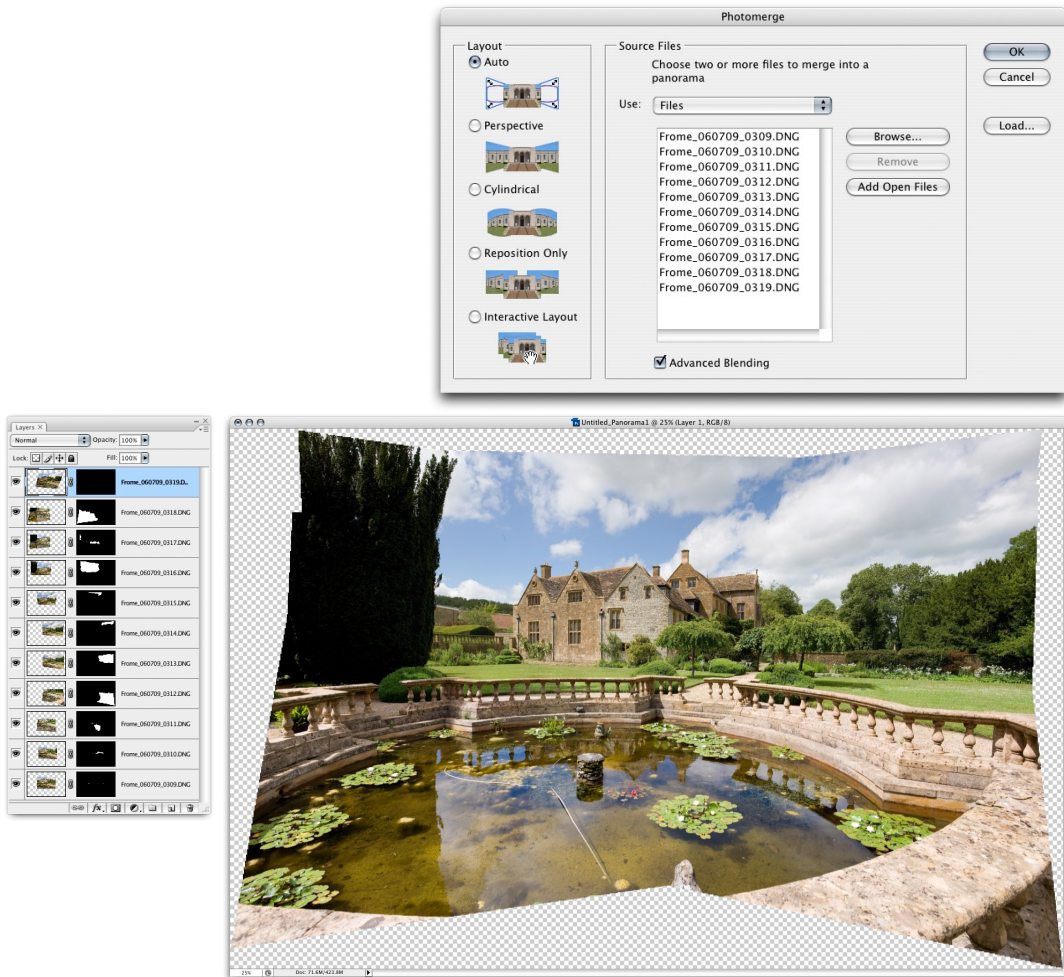 Photomerge
Layout
Auto
Perspective
Cylindrical
Reposition Only
Interactive Layout
Source Files
Choose two or more files to merge into a
panorama
Use: Files
Frome_060709_0309.DNG
Frome_060709_0310.DNG
Frome_060709_0311.DNG
Frome_060709_0312.DNG
Frome_060709_0313.DNG
Frome_060709_0314.DNG
Frome_060709_0315.DNG
Frome_060709_0316.DNG
Frome_060709_0317.DNG
Frome_060709_0318.DNG
Frome_060709_0319.DNG
Advanced Blending
Browse...
Remove
Add Open Files
OK
Cancel
Load...
Layers
Normal Opacity: 100%
Lock: Fill: 100%
Frome_060709_0319.D...
Frome_060709_0318.DNG
Frome_060709_0317.DNG
Frome_060709_0316.DNG
Frome_060709_0315.DNG
Frome_060709_0314.DNG
Frome_060709_0313.DNG
Frome_060709_0312.DNG
Frome_060709_0311.DNG
Frome_060709_0310.DNG
Frome_060709_0309.DNG
fx.
Untitled_Panorama1 @ 25% (Layer 1, RGB/8)
25% Doc: 71.6M/423.8M